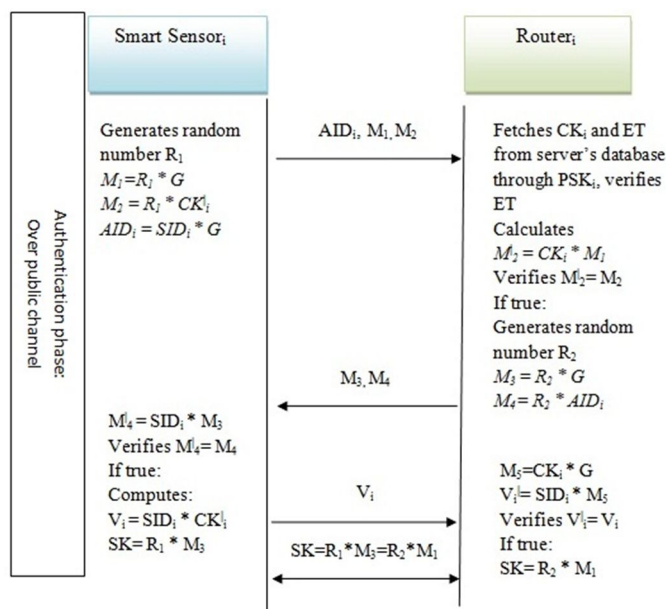 Smart Sensorᵢ
Routerᵢ
Authentication phase:
Over public channel
Generates random
number R₁
M₁=R₁ * G
M₂ = R₁ * CK|ᵢ
AIDᵢ = SIDᵢ * G
AIDᵢ, M₁, M₂
Fetches CKᵢ and ET
from server's database
through PSKᵢ, verifies
ET
Calculates
M|₂ = CKᵢ * M₁
Verifies M|₂= M₂
If true:
Generates random
number R₂
M₃ = R₂ * G
M₄ = R₂ * AIDᵢ
M₃, M₄
M|₄ = SIDᵢ * M₃
Verifies M|₄= M₄
If true:
Computes:
Vᵢ = SIDᵢ * CK|ᵢ
SK= R₁ * M₃
Vᵢ
M₅=CKᵢ * G
Vᵢ|= SIDᵢ * M₅
Verifies V|ᵢ= Vᵢ
If true:
SK= R₂ * M₁
SK=R₁*M₃=R₂*M₁